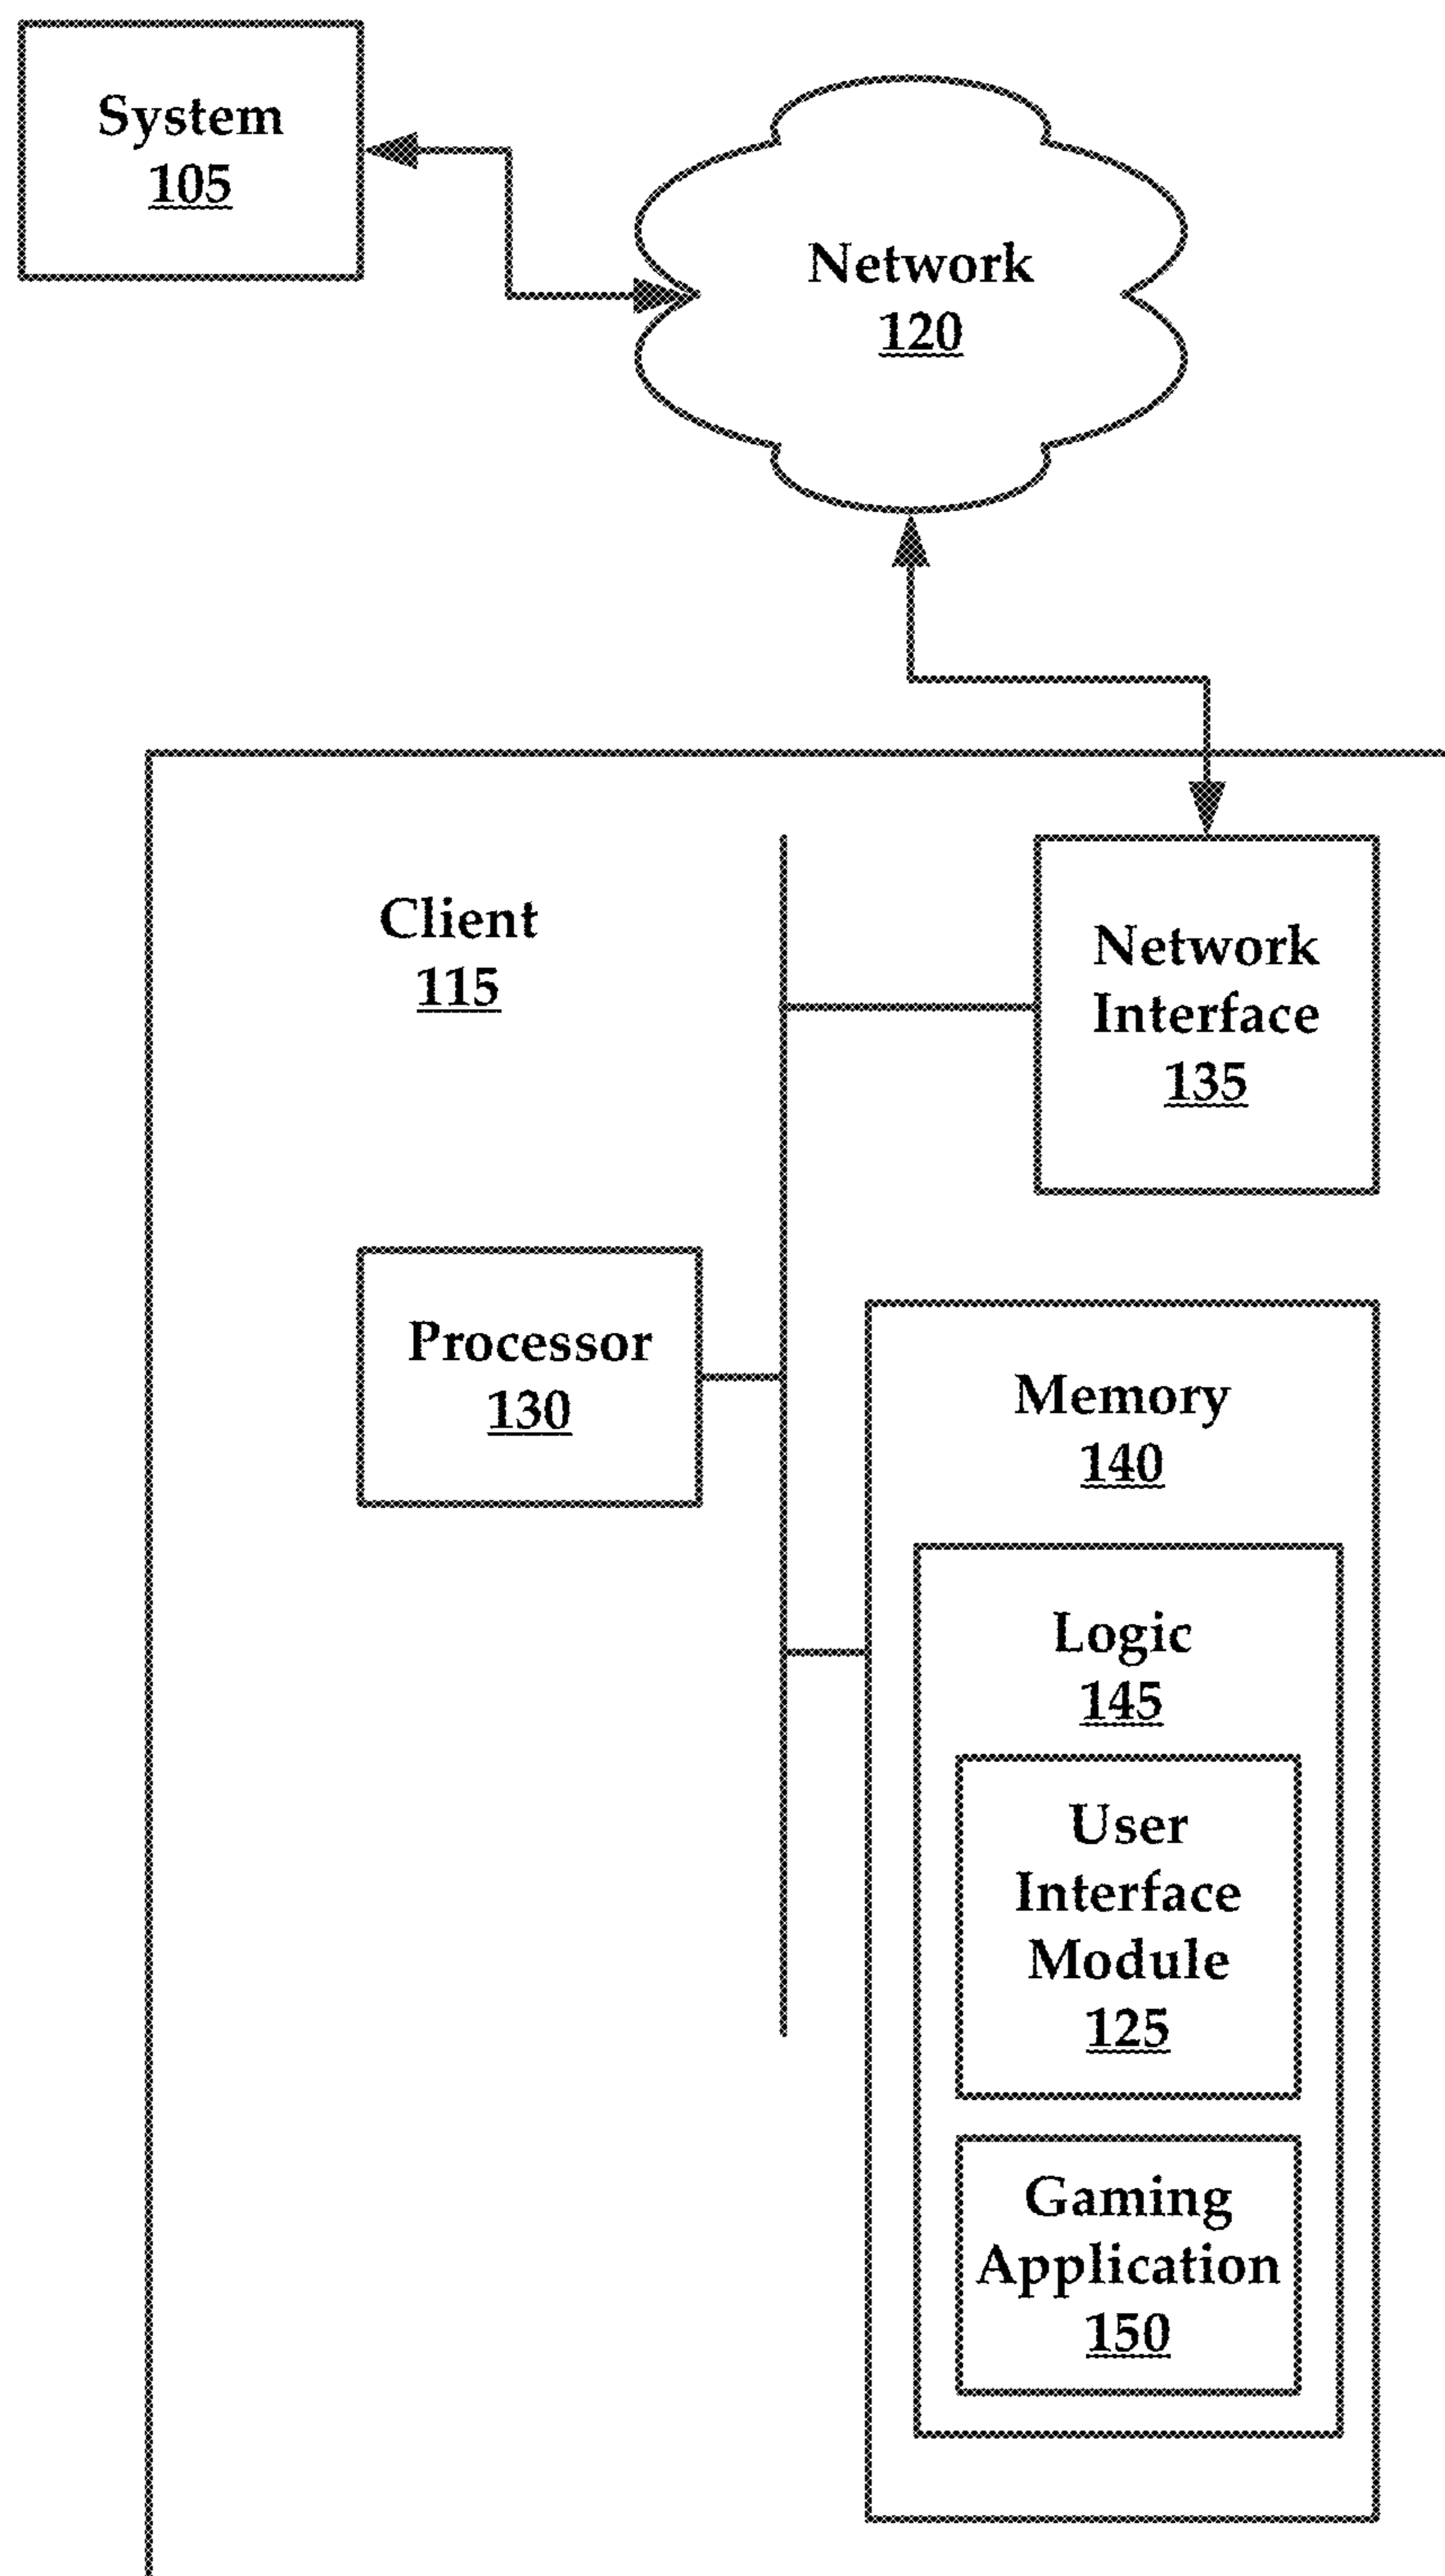 System
105
Network
120
Client
115
Network
Interface
135
Processor
130
Memory
140
Logic
145
User
Interface
Module
125
Gaming
Application
150